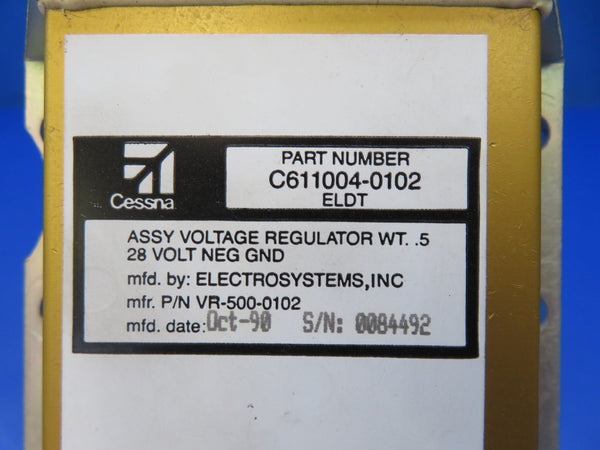 Cessna
PART NUMBER
C611004-0102
ELDT
ASSY VOLTAGE REGULATOR WT. .5
28 VOLT NEG GND
mfd. by: ELECTROSYSTEMS,INC
mfr. P/N VR-500-0102
mfd. date: Oct-90 S/N: 0084492